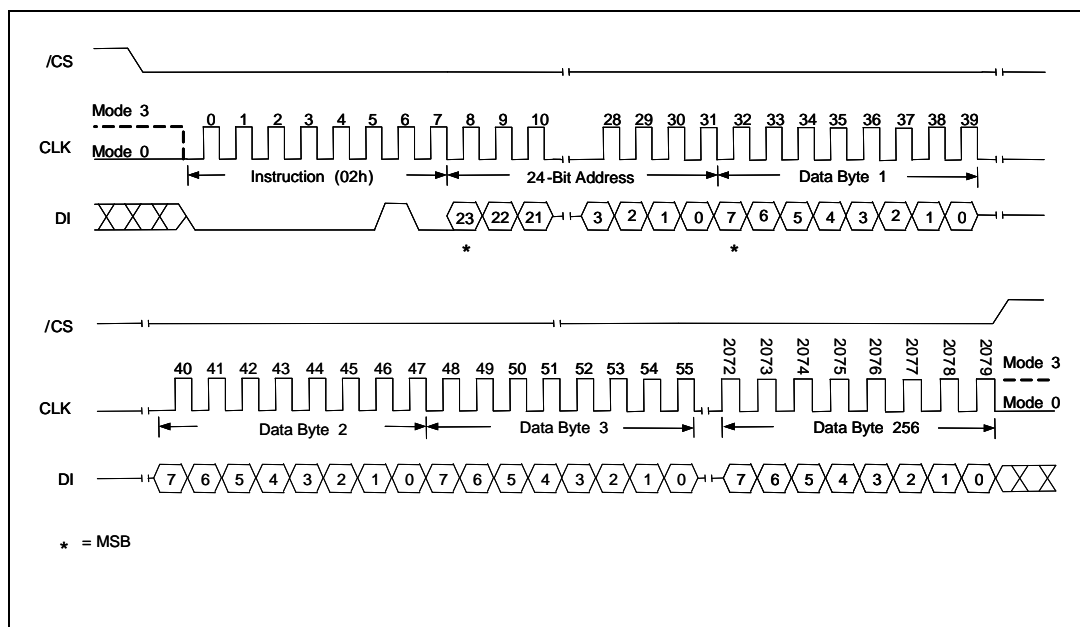 /CS
Mode 3
0 1 2 3 4 5 6 7 8 9 10 28 29 30 31 32 33 34 35 36 37 38 39
CLK
Mode 0
Instruction (02h) 24-Bit Address Data Byte 1
DI 23 22 21 3 2 1 0 7 6 5 4 3 2 1 0
* *
/CS
40 41 42 43 44 45 46 47 48 49 50 51 52 53 54 55 2072 2073 2074 2075 2076 2077 2078 2079 Mode 3
CLK Mode 0
Data Byte 2 Data Byte 3 Data Byte 256
DI 7 6 5 4 3 2 1 0 7 6 5 4 3 2 1 0 7 6 5 4 3 2 1 0
* = MSB